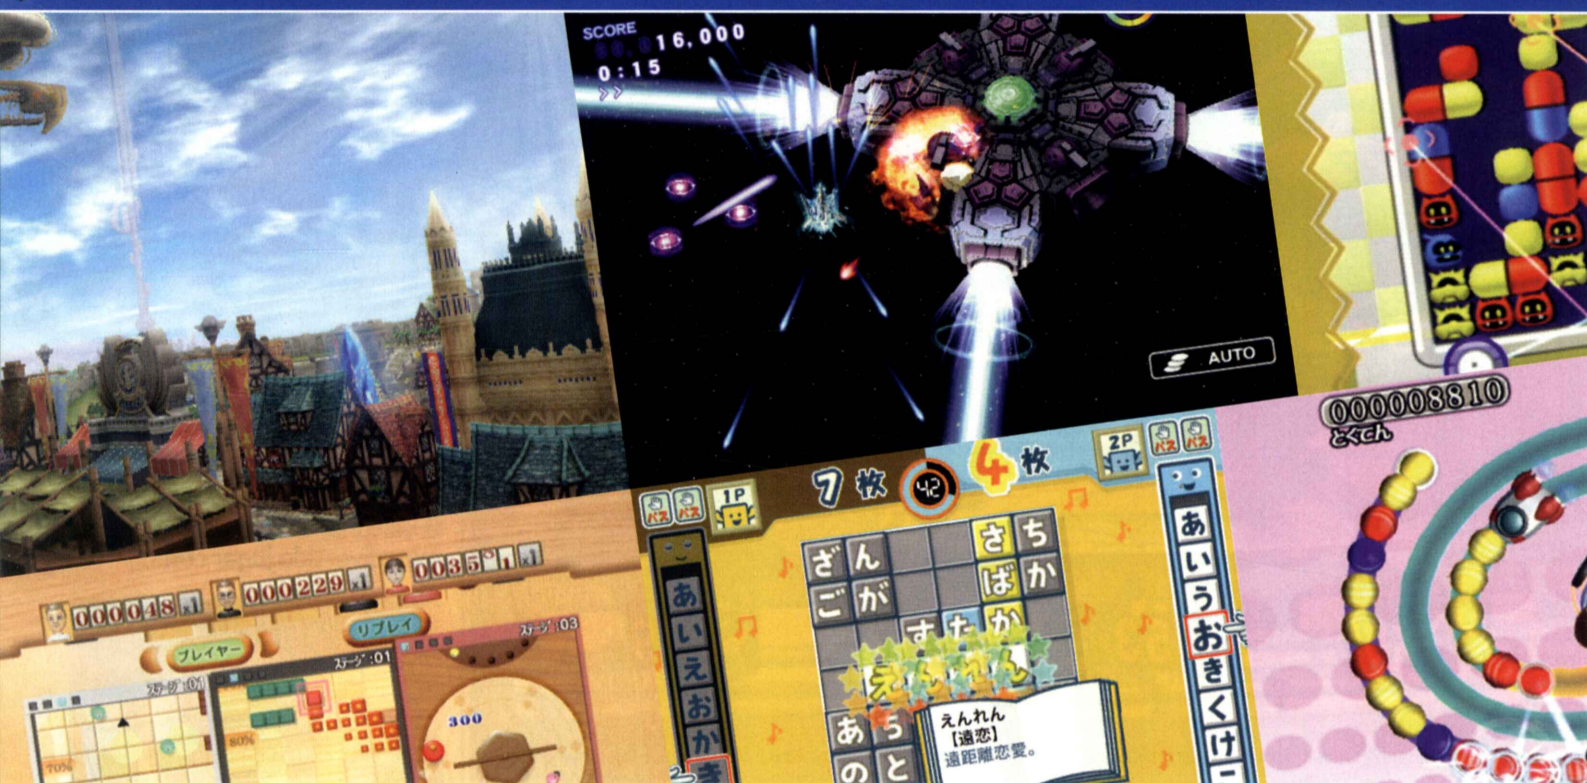 SCORE
16,000
0:15
>>
AUTO
000008810
とくてん
パス
パス
1P
7枚
42
4枚
2P
パス
パス
あ
い
え
お
か
き
ざん
さち
ごが
ばか
すたか
えんれん
あち
のと
えんれん
【遠恋】
遠距離恋愛。
あ
い
う
お
き
く
け
000048 x1
000229 x1
プレイヤー
リプレイ
ステージ:01
ステージ:01
ステージ:03
70%
80%
300